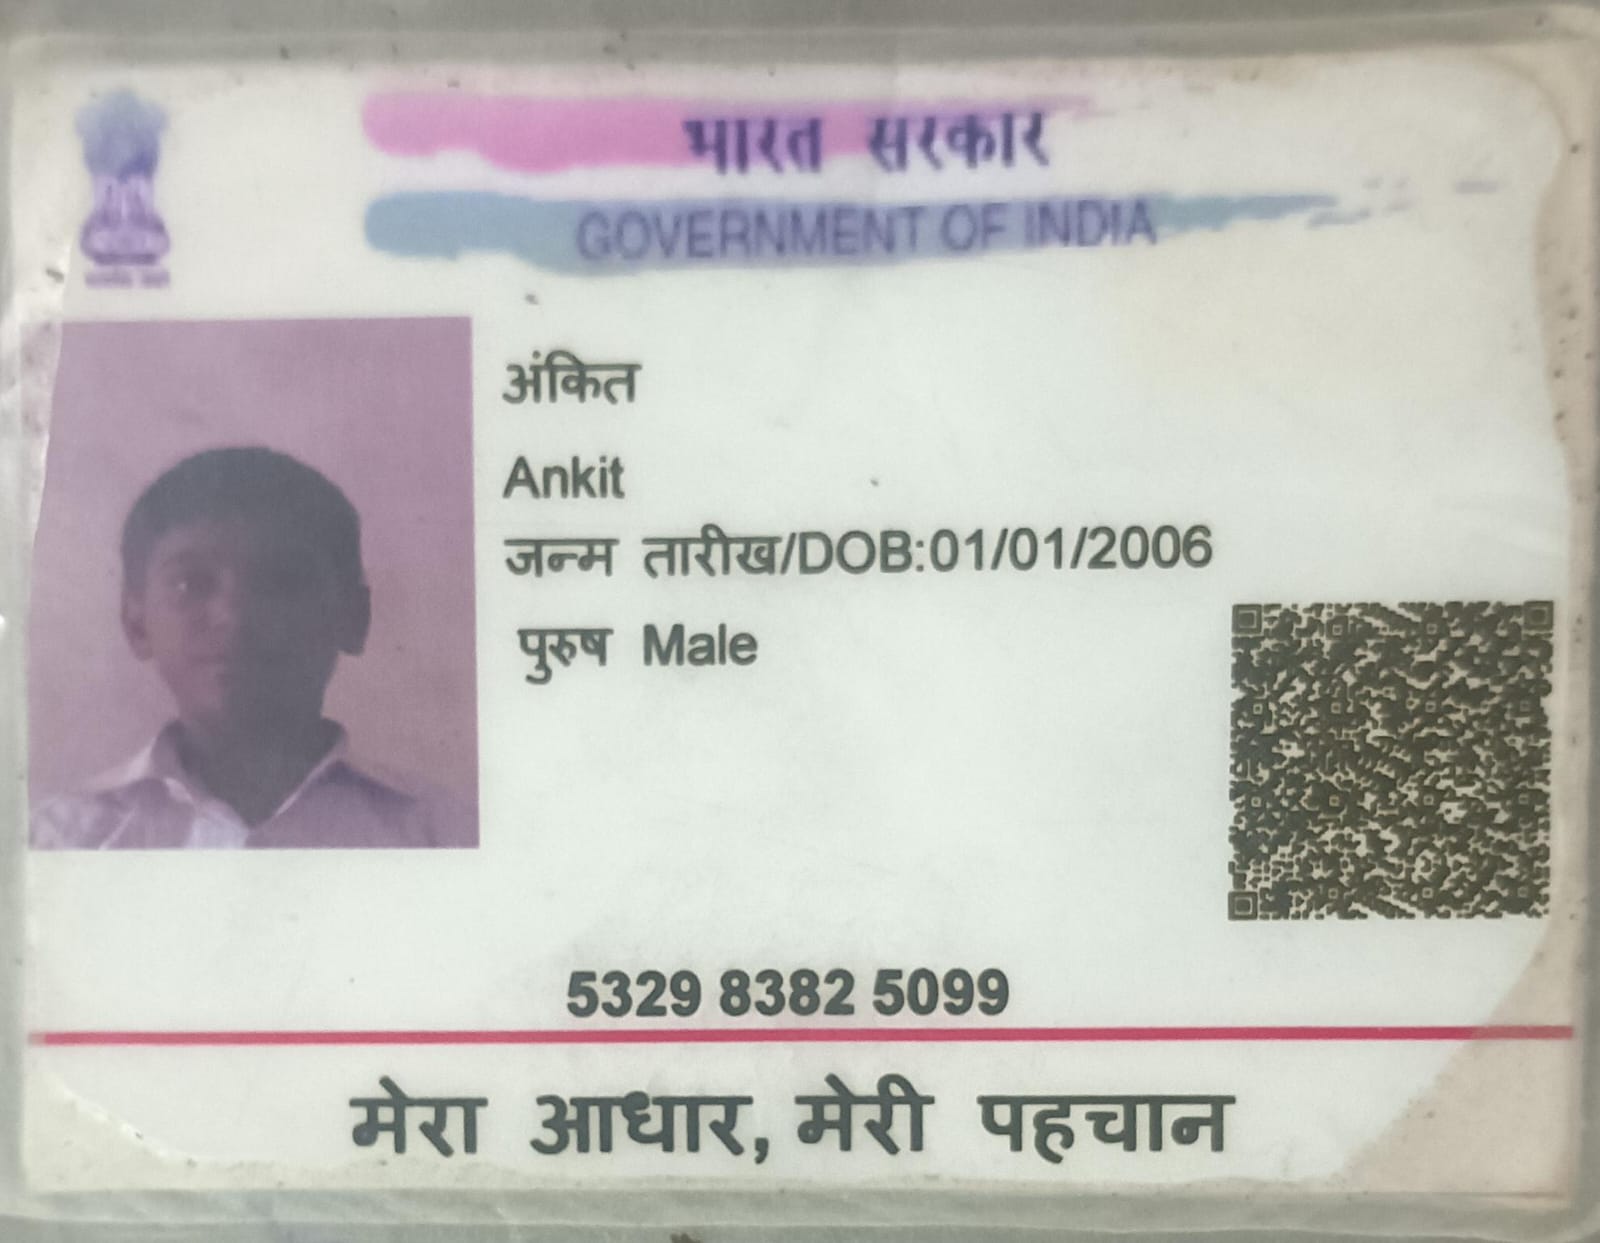 भारत सरकार
GOVERNMENT OF INDIA
अंकित
Ankit
जन्म तारीख/DOB:01/01/2006
पुरुष Male
5329 8382 5099
मेरा आधार, मेरी पहचान